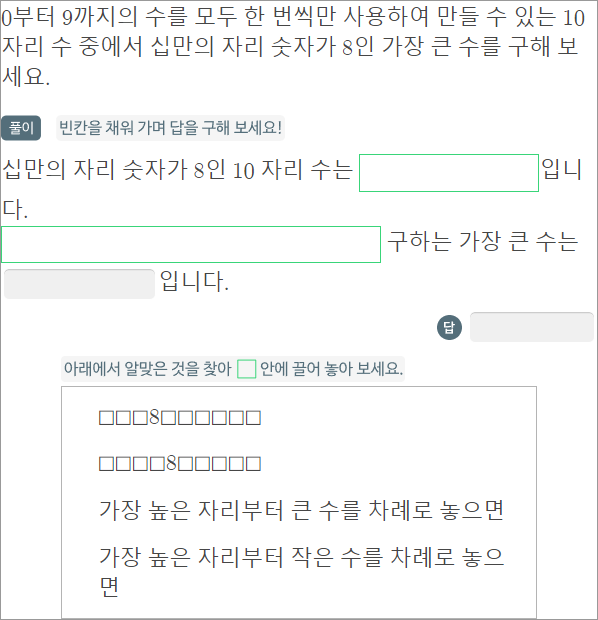 0부터 9까지의 수를 모두 한 번씩만 사용하여 만들 수 있는 10
자리 수 중에서 십만의 자리 숫자가 8인 가장 큰 수를 구해 보
세요.
풀이 빈칸을 채워 가며 답을 구해 보세요!
십만의 자리 숫자가 8인 10 자리 수는 입니
다.
구하는 가장 큰 수는
입니다.
답
아래에서 알맞은 것을 찾아 □ 안에 끌어 놓아 보세요.
□□□8□□□□□□
□□□□8□□□□□
가장 높은 자리부터 큰 수를 차례로 놓으면
가장 높은 자리부터 작은 수를 차례로 놓으
면